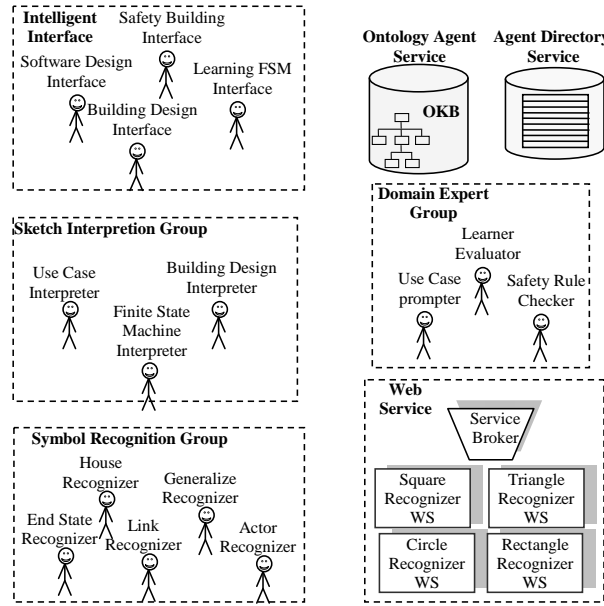 Intelligent
Interface
Safety Building
Interface
Software Design
Interface
Learning FSM
Interface
Building Design
Interface
Ontology Agent
Service
OKB
Agent Directory
Service
Sketch Interpretion Group
Use Case
Interpreter
Building Design
Interpreter
Finite State
Machine
Interpreter
Domain Expert
Group
Learner
Evaluator
Use Case
prompter
Safety Rule
Checker
Symbol Recognition Group
House
Recognizer
Generalize
Recognizer
End State
Recognizer
Link
Recognizer
Actor
Recognizer
Web
Service
Service
Broker
Square
Recognizer
WS
Triangle
Recognizer
WS
Circle
Recognizer
WS
Rectangle
Recognizer
WS